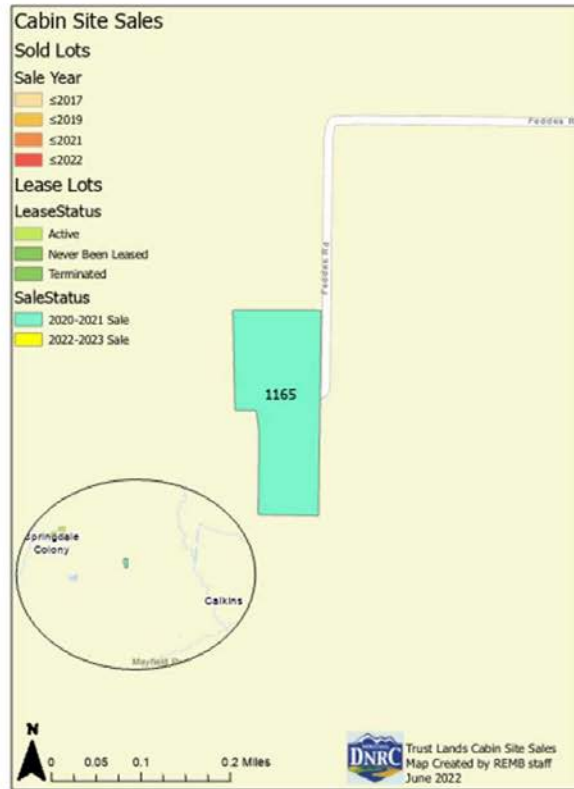 Cabin Site Sales
Sold Lots
Sale Year
≤2017
≤2019
≤2021
≤2022
Lease Lots
LeaseStatus
Active
Never Been Leased
Terminated
SaleStatus
2020-2021 Sale
2022-2023 Sale
Feddes R
Feddes Rd
1165
Springdale
Colony
Calkins
Mayfield R
N
0 0.05 0.1 0.2 Miles
DNRC
Trust Lands Cabin Site Sales
Map Created by REMB staff
June 2022